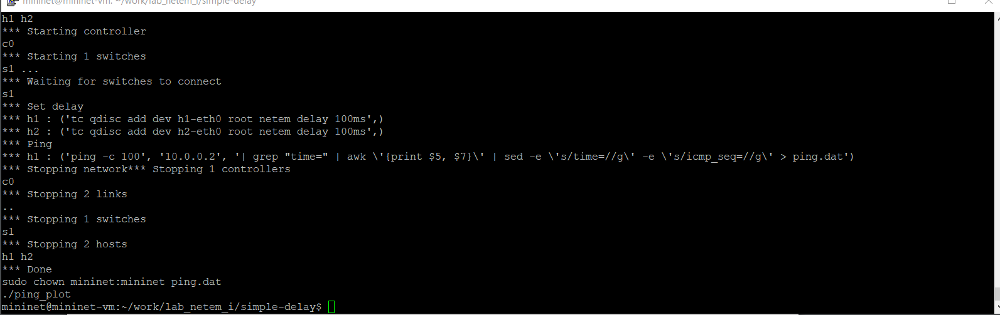 mininet@mininet-vm: ~/work/lab_netem_i/simple-delay
h1 h2
*** Starting controller
c0
*** Starting 1 switches
s1 ...
*** Waiting for switches to connect
s1
*** Set delay
*** h1 : ('tc qdisc add dev h1-eth0 root netem delay 100ms',)
*** h2 : ('tc qdisc add dev h2-eth0 root netem delay 100ms',)
*** Ping
*** h1 : ('ping -c 100', '10.0.0.2', '| grep "time=" | awk \'{print $5, $7}\' | sed -e \'s/time=//g\' -e \'s/icmp_seq=//g\' > ping.dat')
*** Stopping network*** Stopping 1 controllers
c0
*** Stopping 2 links
..
*** Stopping 1 switches
s1
*** Stopping 2 hosts
h1 h2
*** Done
sudo chown mininet:mininet ping.dat
./ping_plot
mininet@mininet-vm:~/work/lab_netem_i/simple-delay$